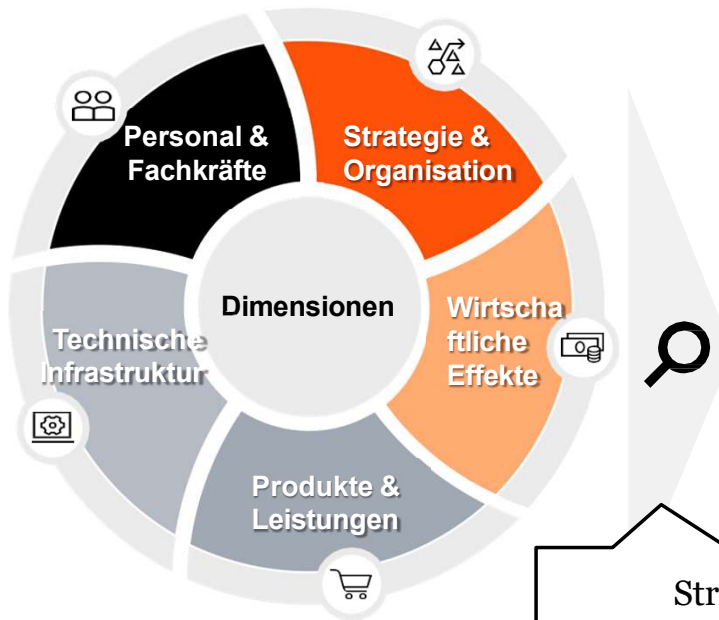 Personal &
Fachkräfte
Strategie &
Organisation
Dimensionen
Wirtscha
ftliche
Effekte
Technische
Infrastruktur
Produkte &
Leistungen
Str